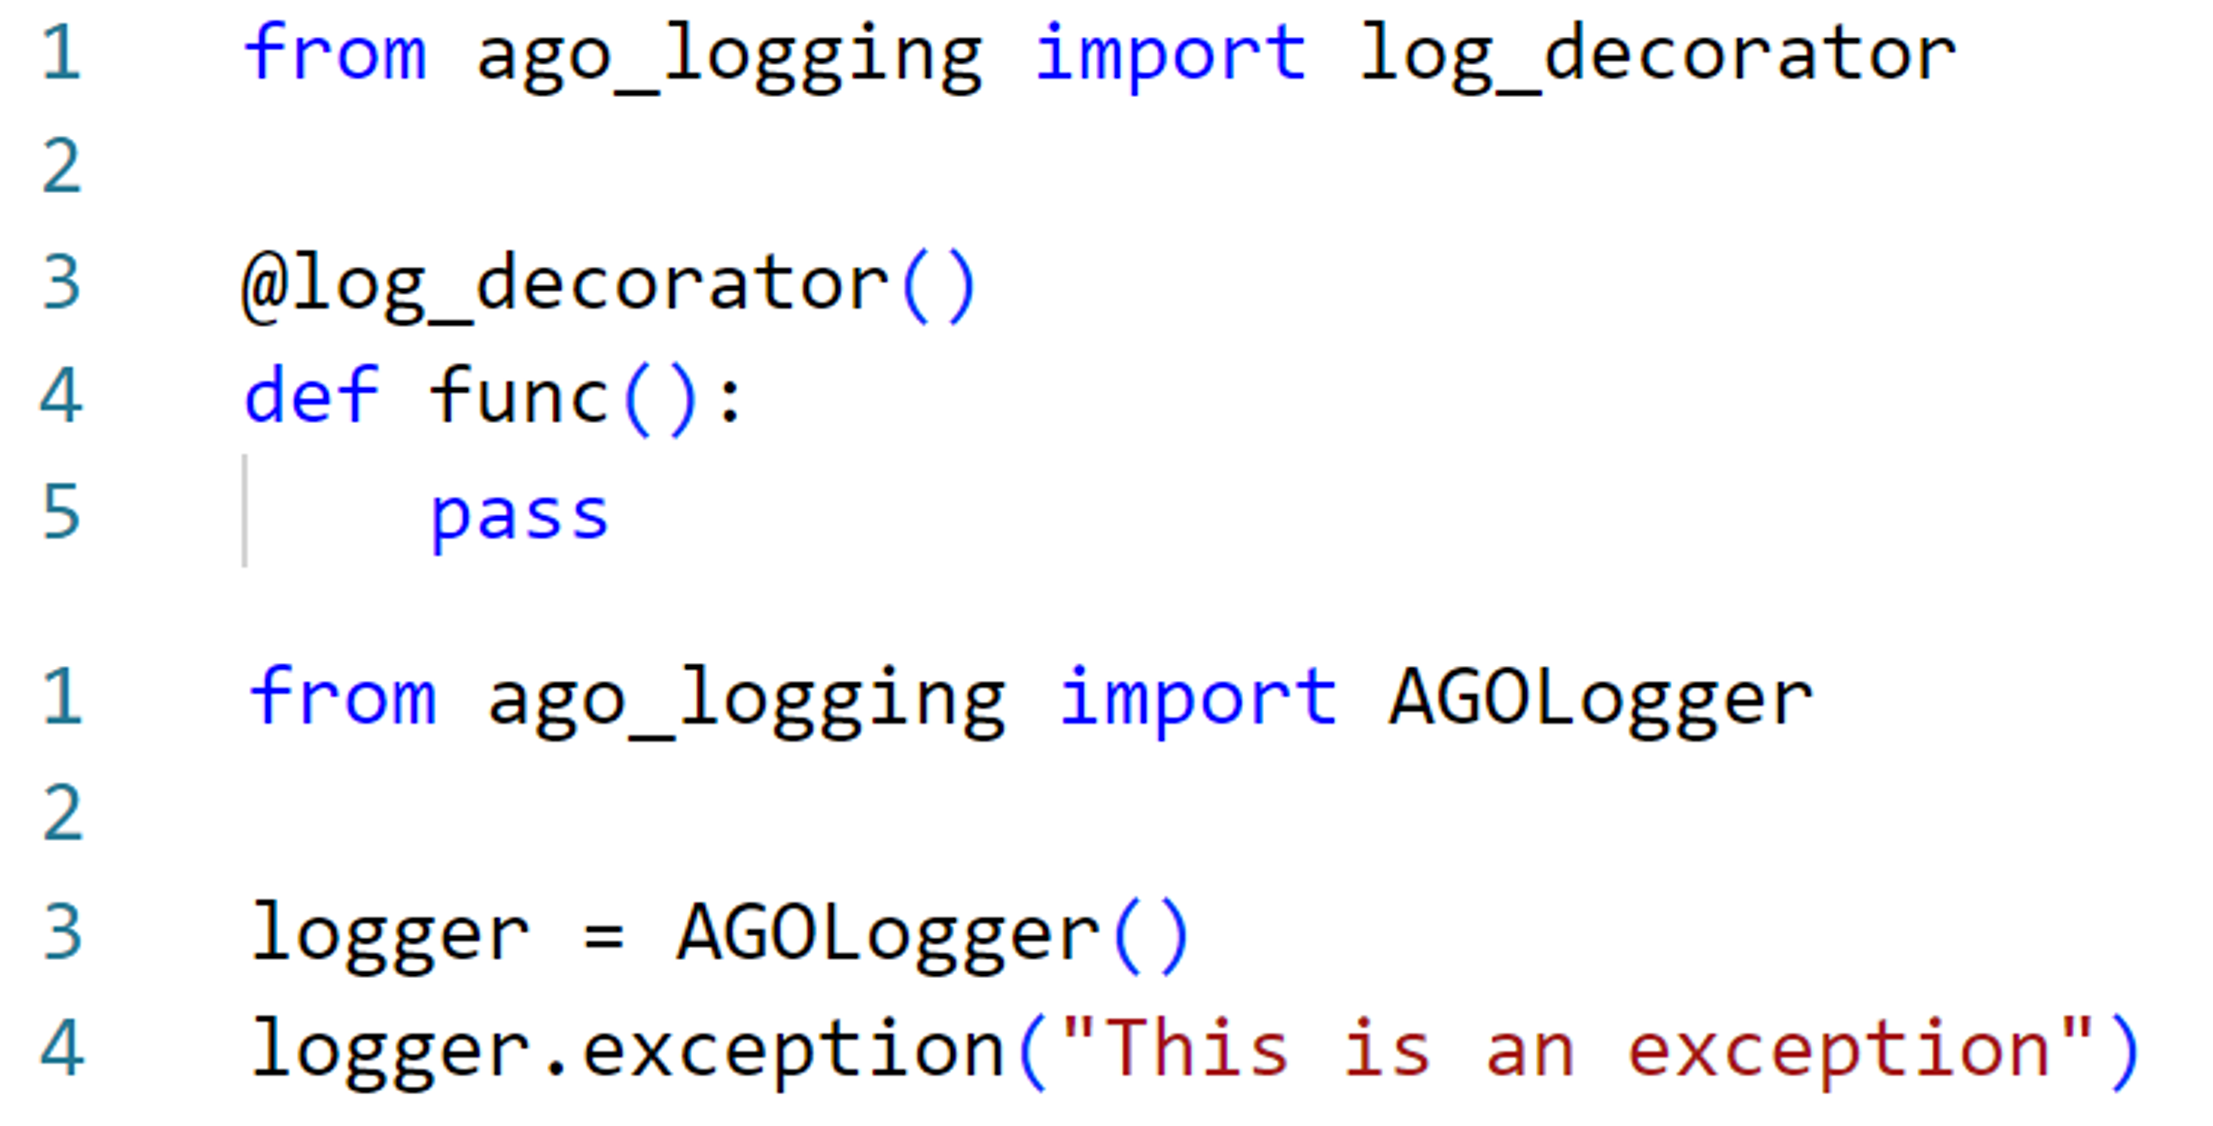 1 from ago_logging import log_decorator
2
3 @log_decorator()
4 def func():
5     pass
1 from ago_logging import AGOLogger
2
3 logger = AGOLogger()
4 logger.exception("This is an exception")